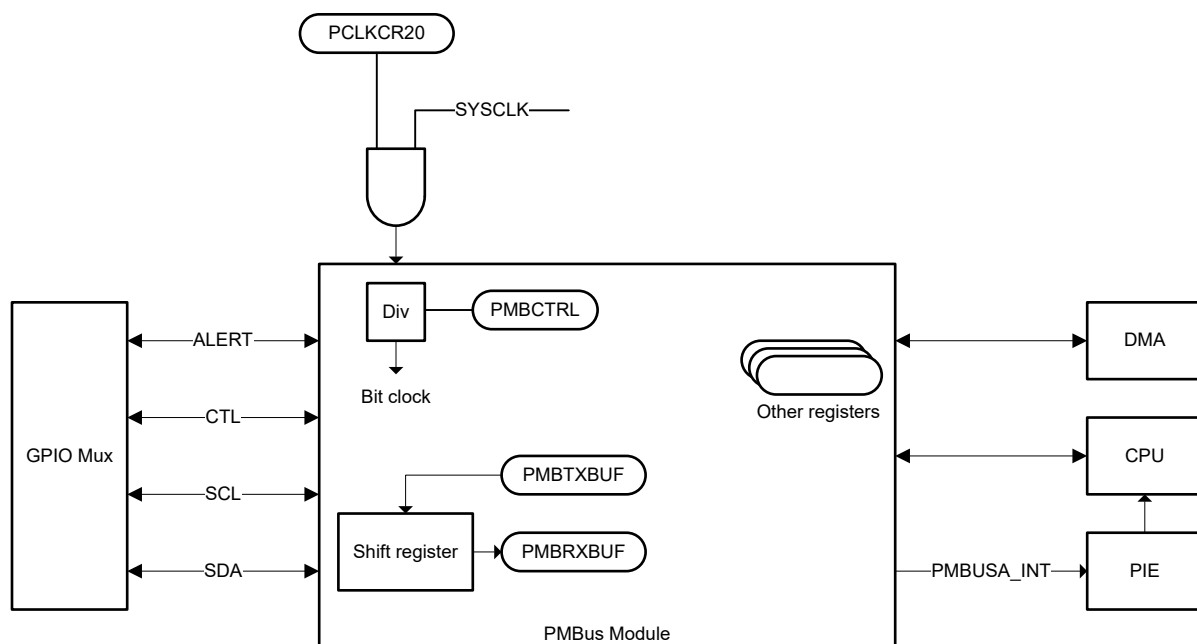 PCLKCR20
SYSCLK
Div
PMBCTRL
Bit clock
Other registers
GPIO Mux
ALERT
CTL
SCL
SDA
PMBTXBUF
Shift register
PMBRXBUF
PMBus Module
DMA
CPU
PMBUSA_INT
PIE